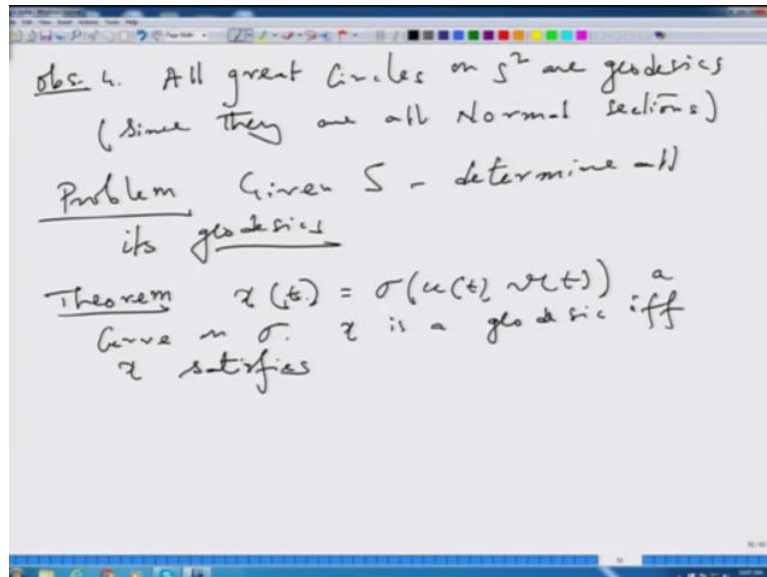 Obs. 4. All great Circles on S² are geodesics
(Since they are all Normal sections)
Problem Given S - determine all
its geodesics
Theorem γ(t) = σ(u(t), v(t)) a
Curve on σ. γ is a geodesic iff
γ satisfies